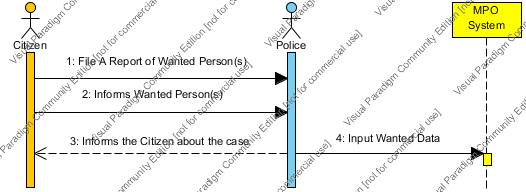 MPO
System
Citizen
Police
1: File A Report of Wanted Person(s)
2: Informs Wanted Person(s)
3: Informs the Citizen about the case
4: Input Wanted Data
Visual Paradigm Community Edition [not for commercial use]